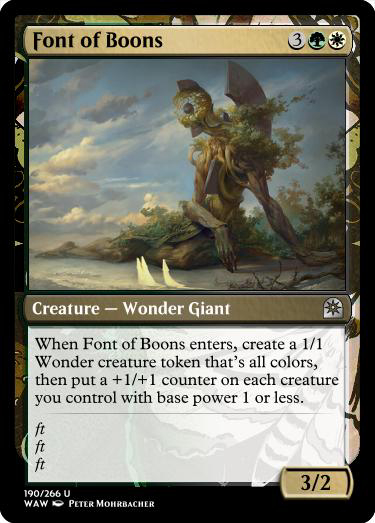 Font of Boons 3
Creature — Wonder Giant
When Font of Boons enters, create a 1/1
Wonder creature token that's all colors,
then put a +1/+1 counter on each creature
you control with base power 1 or less.
ft
ft
ft
3/2
190/266 U
WAW Peter Mohrbacher